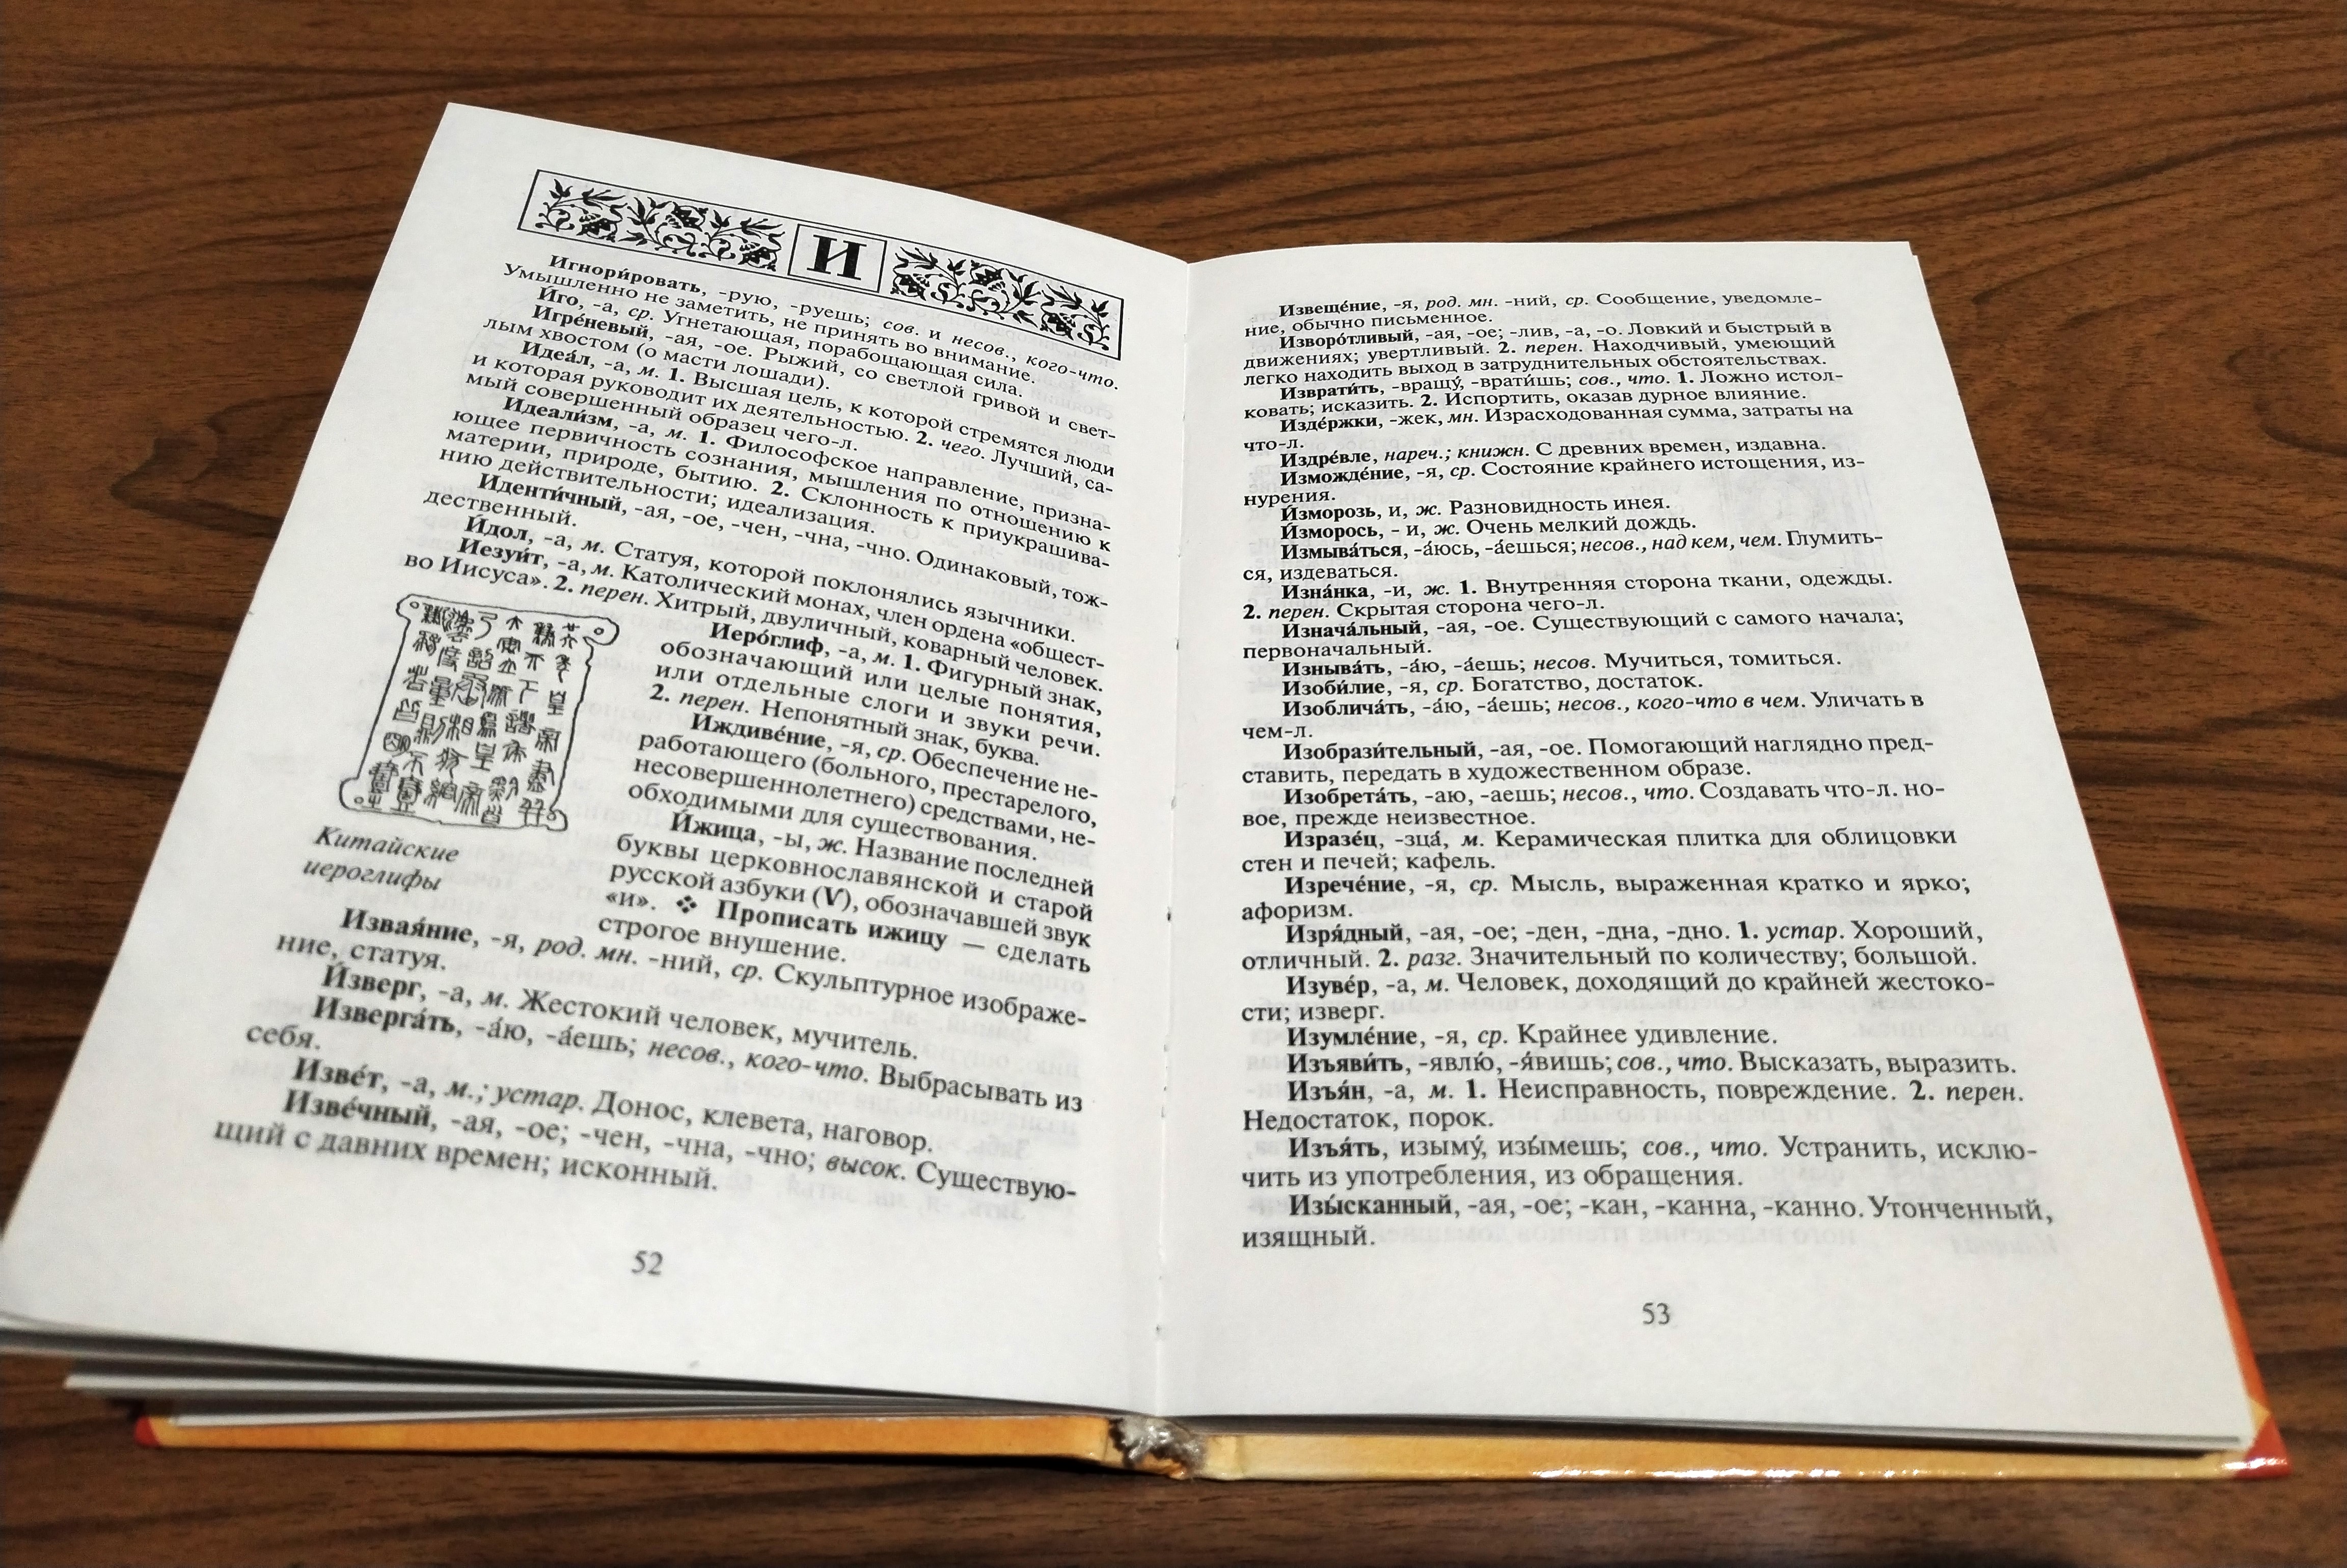 И
Игнори́ровать, -рую, -руешь; сов. и несов., кого-что.
Умышленно не заметить, не принять во внимание.
И́го, -а, ср. Угнетающая, порабощающая сила.
Игре́невый, -ая, -ое. Рыжий, со светлой гривой и свет-
лым хвостом (о масти лошади).
Идеа́л, -а, м. 1. Высшая цель, к которой стремятся люди
и которая руководит их деятельностью. 2. чего. Лучший, са-
мый совершенный образец чего-л.
Идеали́зм, -а, м. 1. Философское направление, призна-
ющее первичность сознания, мышления по отношению к
материи, природе, бытию. 2. Склонность к приукрашива-
нию действительности; идеализация.
Иденти́чный, -ая, -ое, -чен, -чна, -чно. Одинаковый, тож-
дественный.
И́дол, -а, м. Статуя, которой поклонялись язычники.
Иезуи́т, -а, м. Католический монах, член ордена «общест-
во Иисуса». 2. перен. Хитрый, двуличный, коварный человек.
Иеро́глиф, -а, м. 1. Фигурный знак,
обозначающий или целые понятия,
или отдельные слоги и звуки речи.
2. перен. Непонятный знак, буква.
Иждиве́ние, -я, ср. Обеспечение не-
работающего (больного, престарелого,
несовершеннолетнего) средствами, не-
обходимыми для существования.
И́жица, -ы, ж. Название последней
буквы церковнославянской и старой
русской азбуки (V), обозначавшей звук
«и». ❖ Прописать ижицу — сделать
строгое внушение.
Китайские
иероглифы
Извая́ние, -я, род. мн. -ний, ср. Скульптурное изображе-
ние, статуя.
И́зверг, -а, м. Жестокий человек, мучитель.
Изверга́ть, -а́ю, -а́ешь; несов., кого-что. Выбрасывать из
себя.
Изве́т, -а, м.; устар. Донос, клевета, наговор.
Изве́чный, -ая, -ое; -чен, -чна, -чно; высок. Существую-
щий с давних времен; исконный.
52
Извеще́ние, -я, род. мн. -ний, ср. Сообщение, уведомле-
ние, обычно письменное.
Изворо́тливый, -ая, -ое; -лив, -а, -о. Ловкий и быстрый в
движениях; увертливый. 2. перен. Находчивый, умеющий
легко находить выход в затруднительных обстоятельствах.
Изврати́ть, -вращу́, -врати́шь; сов., что. 1. Ложно истол-
ковать; исказить. 2. Испортить, оказав дурное влияние.
Изде́ржки, -жек, мн. Израсходованная сумма, затраты на
что-л.
Издре́вле, нареч.; книжн. С древних времен, издавна.
Изможде́ние, -я, ср. Состояние крайнего истощения, из-
нурения.
И́зморозь, и, ж. Разновидность инея.
И́зморось, - и, ж. Очень мелкий дождь.
Измыва́ться, -а́юсь, -а́ешься; несов., над кем, чем. Глумить-
ся, издеваться.
Изна́нка, -и, ж. 1. Внутренняя сторона ткани, одежды.
2. перен. Скрытая сторона чего-л.
Изнача́льный, -ая, -ое. Существующий с самого начала;
первоначальный.
Изныва́ть, -а́ю, -а́ешь; несов. Мучиться, томиться.
Изоби́лие, -я, ср. Богатство, достаток.
Изоблича́ть, -а́ю, -а́ешь; несов., кого-что в чем. Уличать в
чем-л.
Изобрази́тельный, -ая, -ое. Помогающий наглядно пред-
ставить, передать в художественном образе.
Изобрета́ть, -аю, -аешь; несов., что. Создавать что-л. но-
вое, прежде неизвестное.
Изразе́ц, -зца́, м. Керамическая плитка для облицовки
стен и печей; кафель.
Изрече́ние, -я, ср. Мысль, выраженная кратко и ярко;
афоризм.
Изря́дный, -ая, -ое; -ден, -дна, -дно. 1. устар. Хороший,
отличный. 2. разг. Значительный по количеству; большой.
Изуве́р, -а, м. Человек, доходящий до крайней жестоко-
сти; изверг.
Изумле́ние, -я, ср. Крайнее удивление.
Изъяви́ть, -явлю́, -я́вишь; сов., что. Высказать, выразить.
Изъя́н, -а, м. 1. Неисправность, повреждение. 2. перен.
Недостаток, порок.
Изъя́ть, изыму́, изы́мешь; сов., что. Устранить, исклю-
чить из употребления, из обращения.
Изы́сканный, -ая, -ое; -кан, -канна, -канно. Утонченный,
изящный.
53